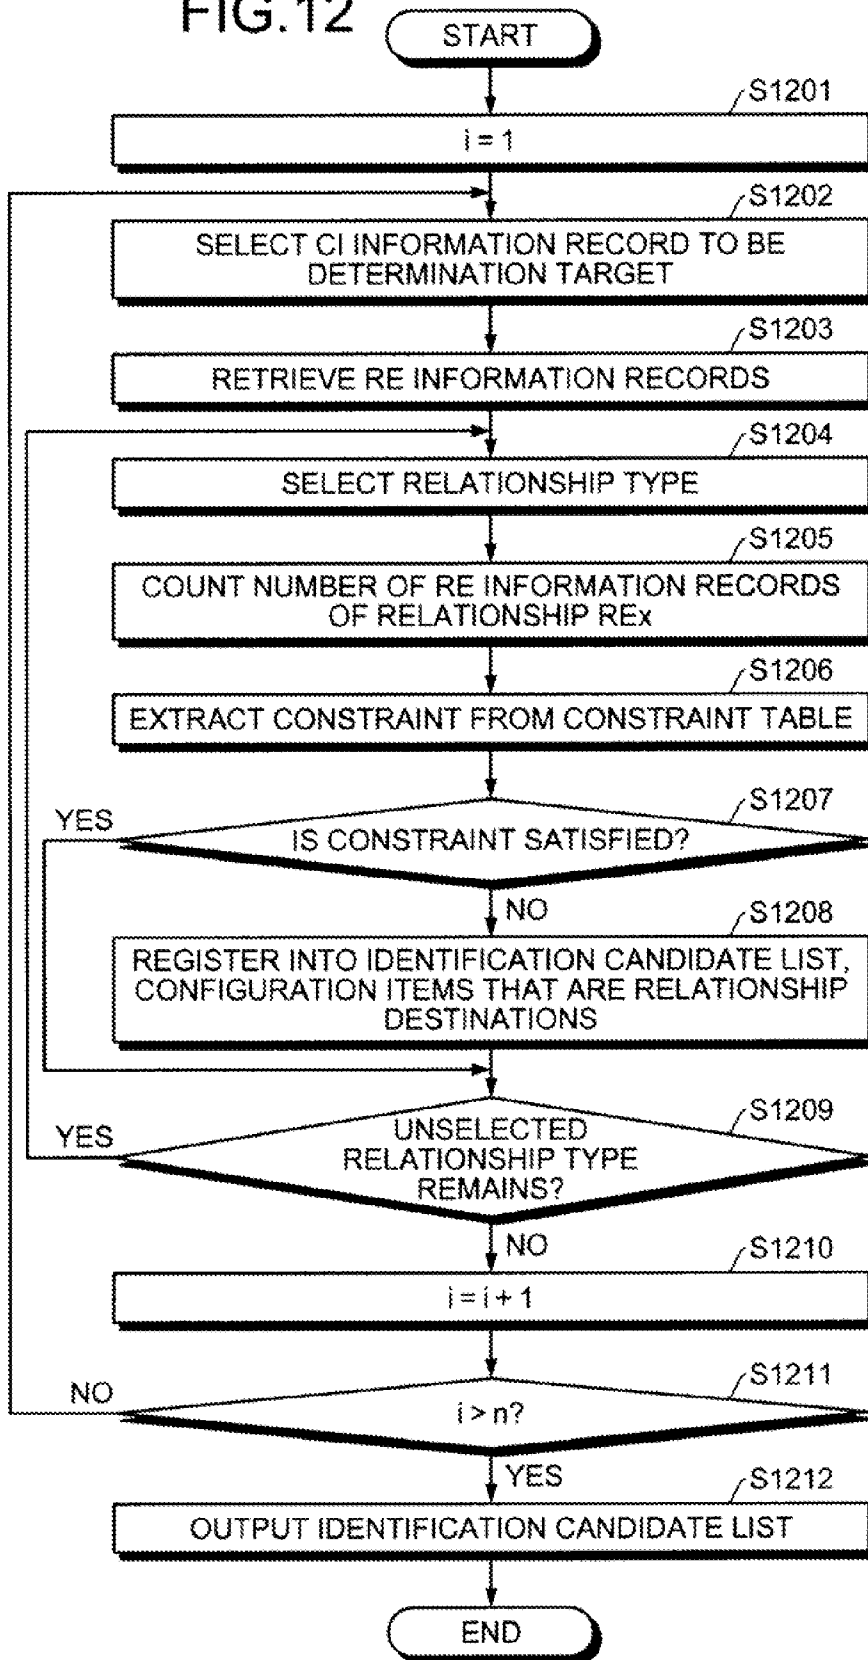 FIG.12
START
S1201
i = 1
S1202
SELECT CI INFORMATION RECORD TO BE
DETERMINATION TARGET
S1203
RETRIEVE RE INFORMATION RECORDS
S1204
SELECT RELATIONSHIP TYPE
S1205
COUNT NUMBER OF RE INFORMATION RECORDS
OF RELATIONSHIP REx
S1206
EXTRACT CONSTRAINT FROM CONSTRAINT TABLE
S1207
YES
IS CONSTRAINT SATISFIED?
NO
S1208
REGISTER INTO IDENTIFICATION CANDIDATE LIST,
CONFIGURATION ITEMS THAT ARE RELATIONSHIP
DESTINATIONS
S1209
YES
UNSELECTED
RELATIONSHIP TYPE
REMAINS?
NO
S1210
i = i + 1
S1211
NO
i > n?
YES
S1212
OUTPUT IDENTIFICATION CANDIDATE LIST
END